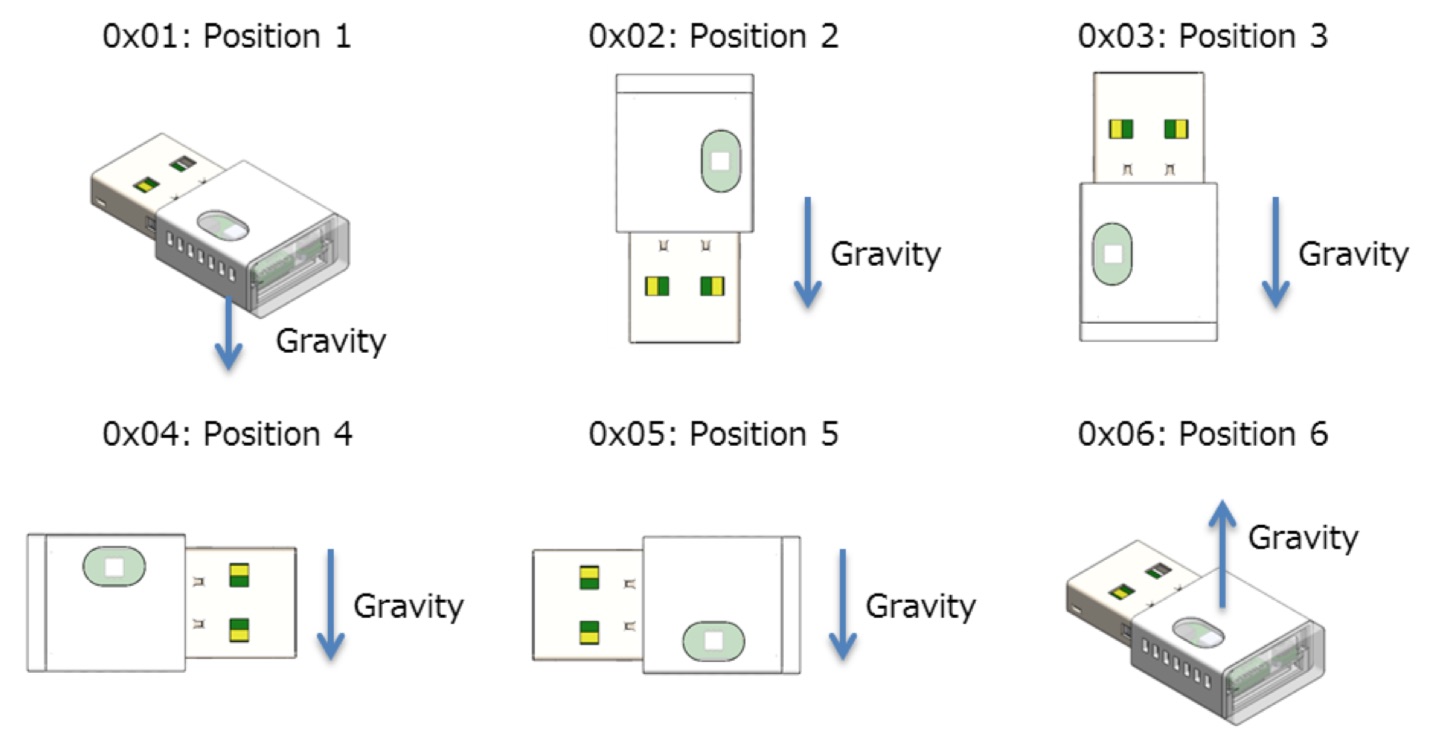 0x01: Position 1
0x02: Position 2
0x03: Position 3
Gravity
Gravity
Gravity
0x04: Position 4
0x05: Position 5
0x06: Position 6
Gravity
Gravity
Gravity